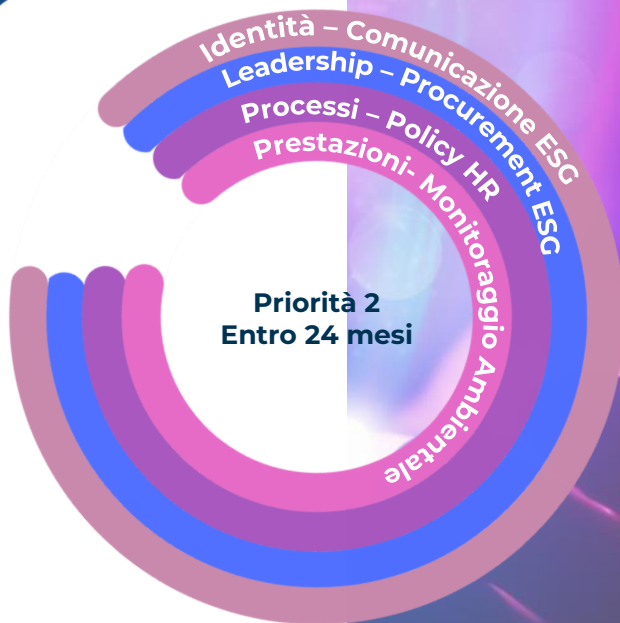 Identità – Comunicazione ESG
Leadership – Procurement ESG
Processi – Policy HR
Prestazioni- Monitoraggio Ambientale
Priorità 2
Entro 24 mesi